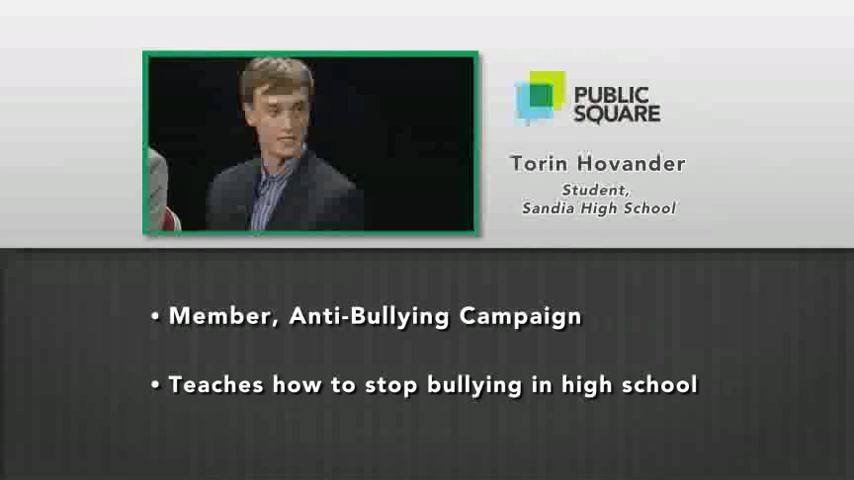 PUBLIC
SQUARE
Torin Hovander
Student,
Sandia High School
• Member, Anti-Bullying Campaign
• Teaches how to stop bullying in high school